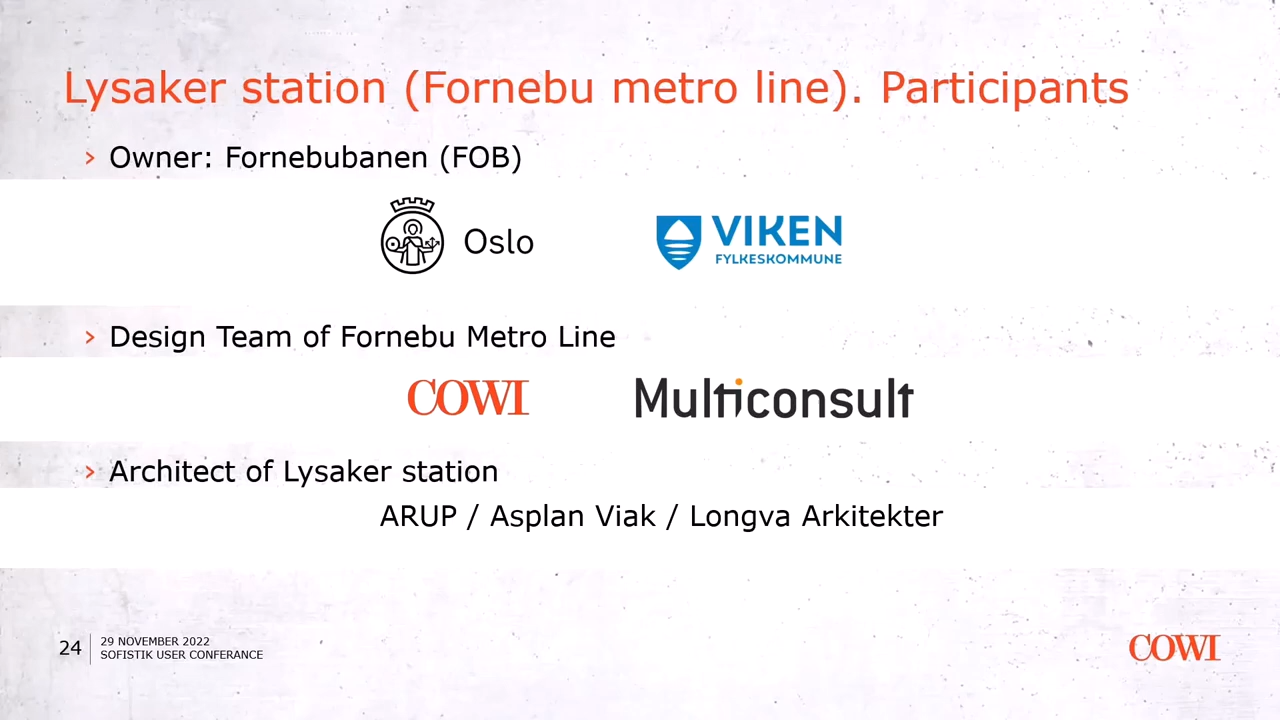 Lysaker station (Fornebu metro line). Participants
› Owner: Fornebubanen (FOB)
Oslo
VIKEN
FYLKESKOMMUNE
› Design Team of Fornebu Metro Line
COWI
Multiconsult
› Architect of Lysaker station
ARUP / Asplan Viak / Longva Arkitekter
24
29 NOVEMBER 2022
SOFISTIK USER CONFERANCE
COWI